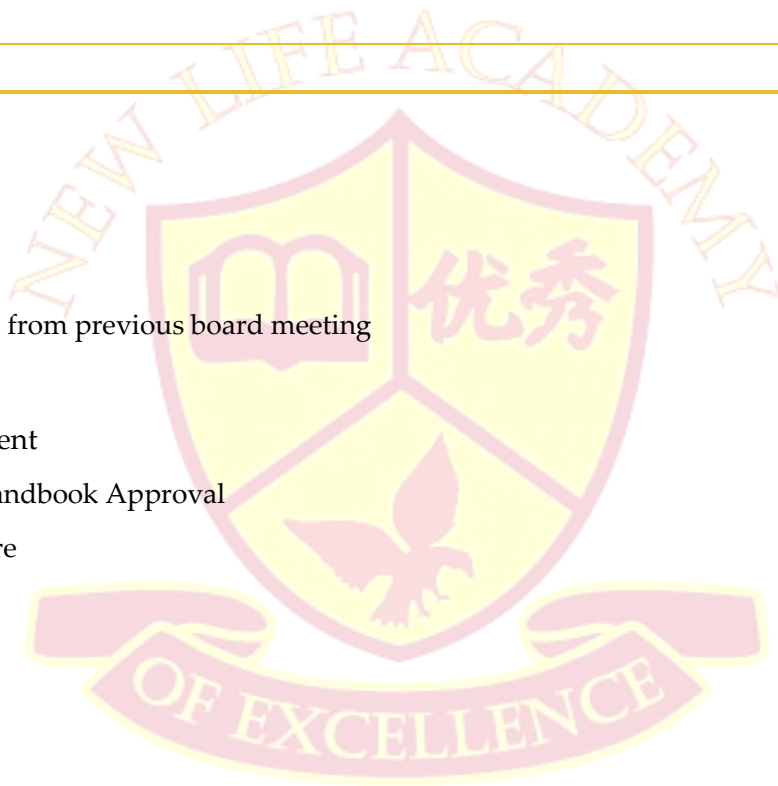 NEW LIFE ACADEMY
优秀
from previous board meeting
ent
ndbook Approval
re
OF EXCELLENCE